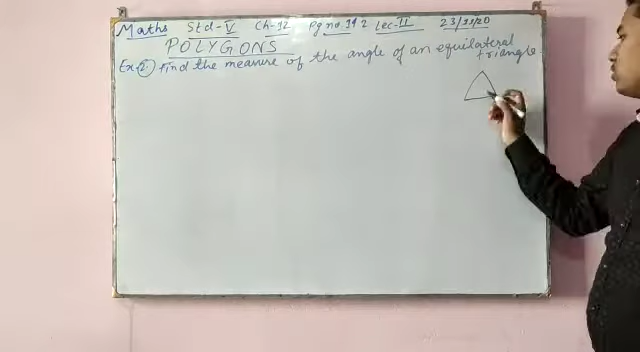 Maths Std-V Ch-12 Pg no. 142 Lec-II 23/11/20
POLYGONS
Ex.2. Find the measure of the angle of an equilateral
triangle